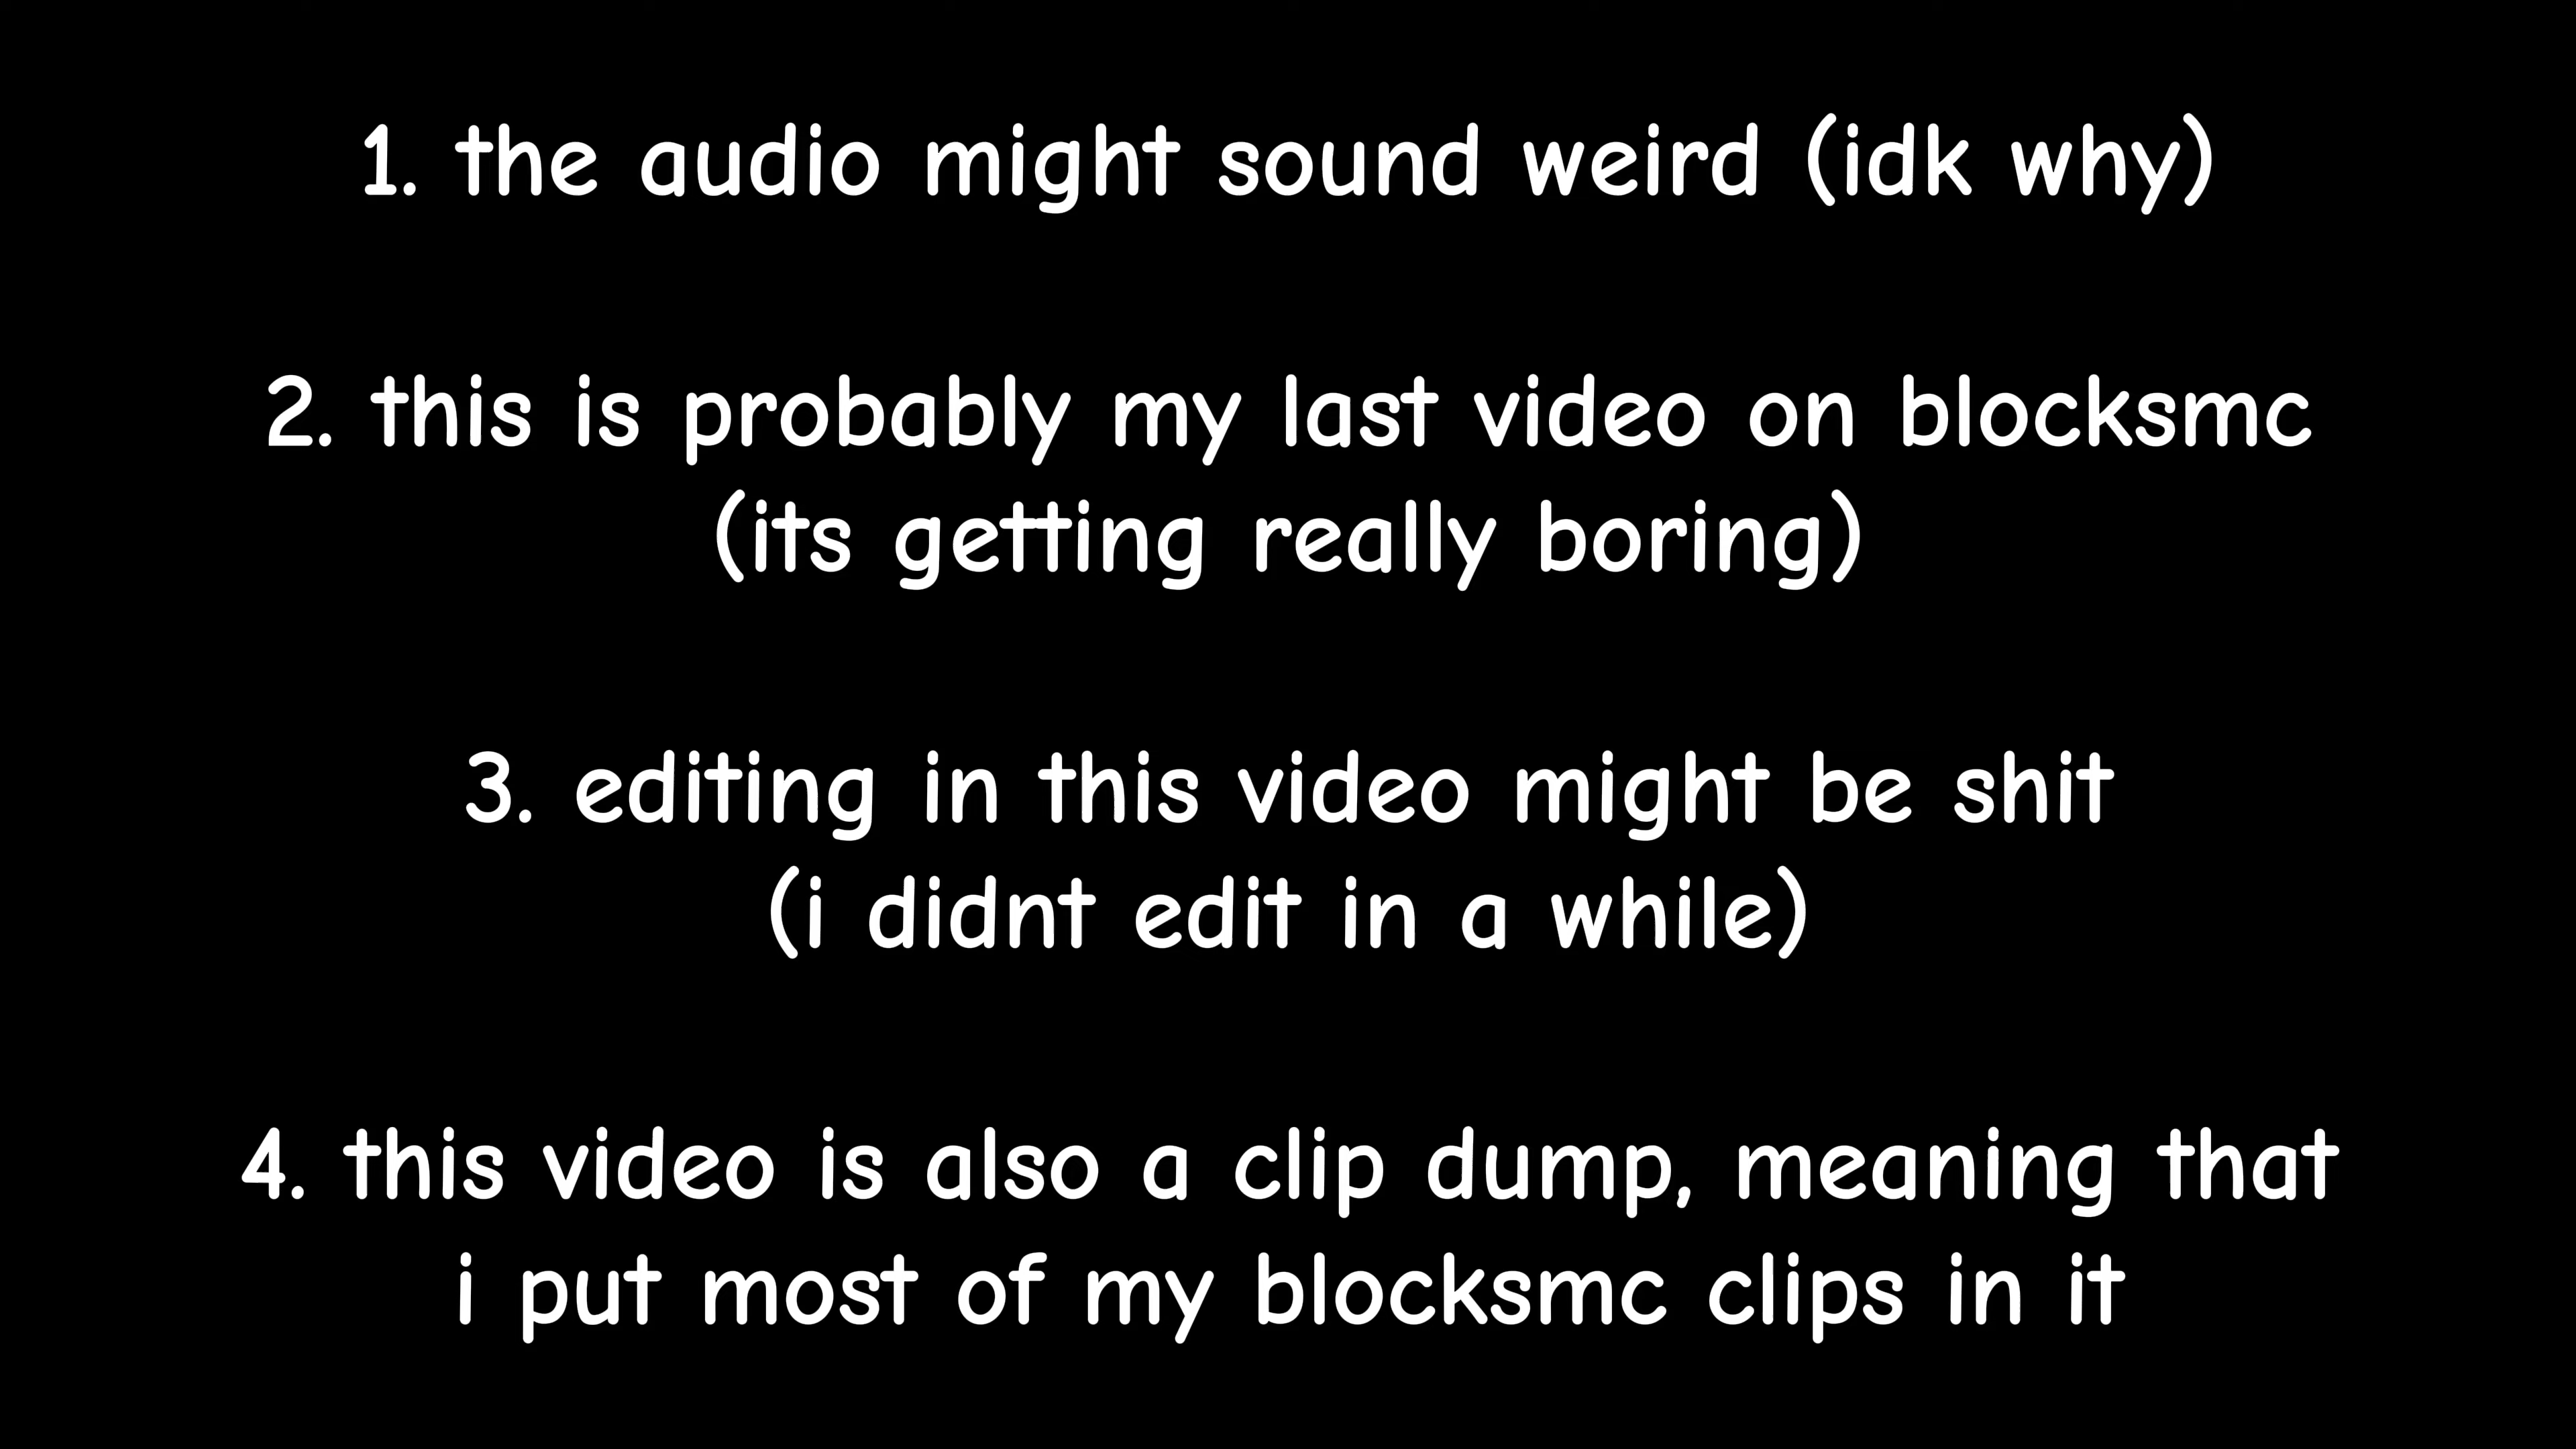 1. the audio might sound weird (idk why)
2. this is probably my last video on blocksmc
(its getting really boring)
3. editing in this video might be shit
(i didnt edit in a while)
4. this video is also a clip dump, meaning that
i put most of my blocksmc clips in it